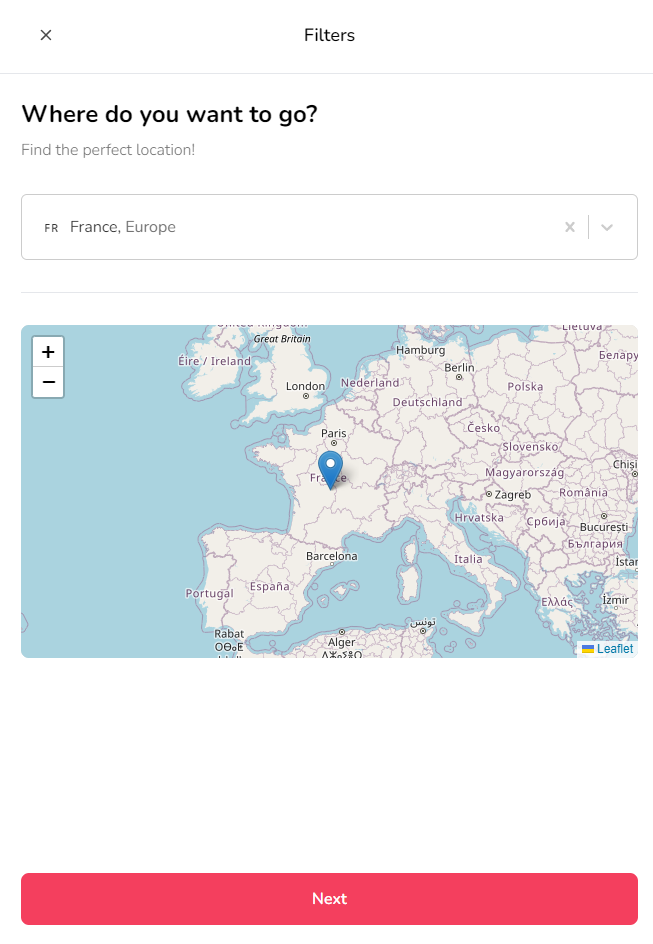 Filters
Where do you want to go?
Find the perfect location!
FR France, Europe
+
−
Great Britain
Lietuva
Hamburg
Éire / Ireland
Беларус
Berlin
London
Nederland
Polska
Deutschland
Paris
Česko
Slovensko
France
Magyarország
Zagreb
România
Hrvatska
Србија
București
България
Barcelona
Italia
España
Portugal
Ελλάς
İzmir
تونس
Rabat
ⵔⴱⴰⵟ
Alger
Leaflet
Next